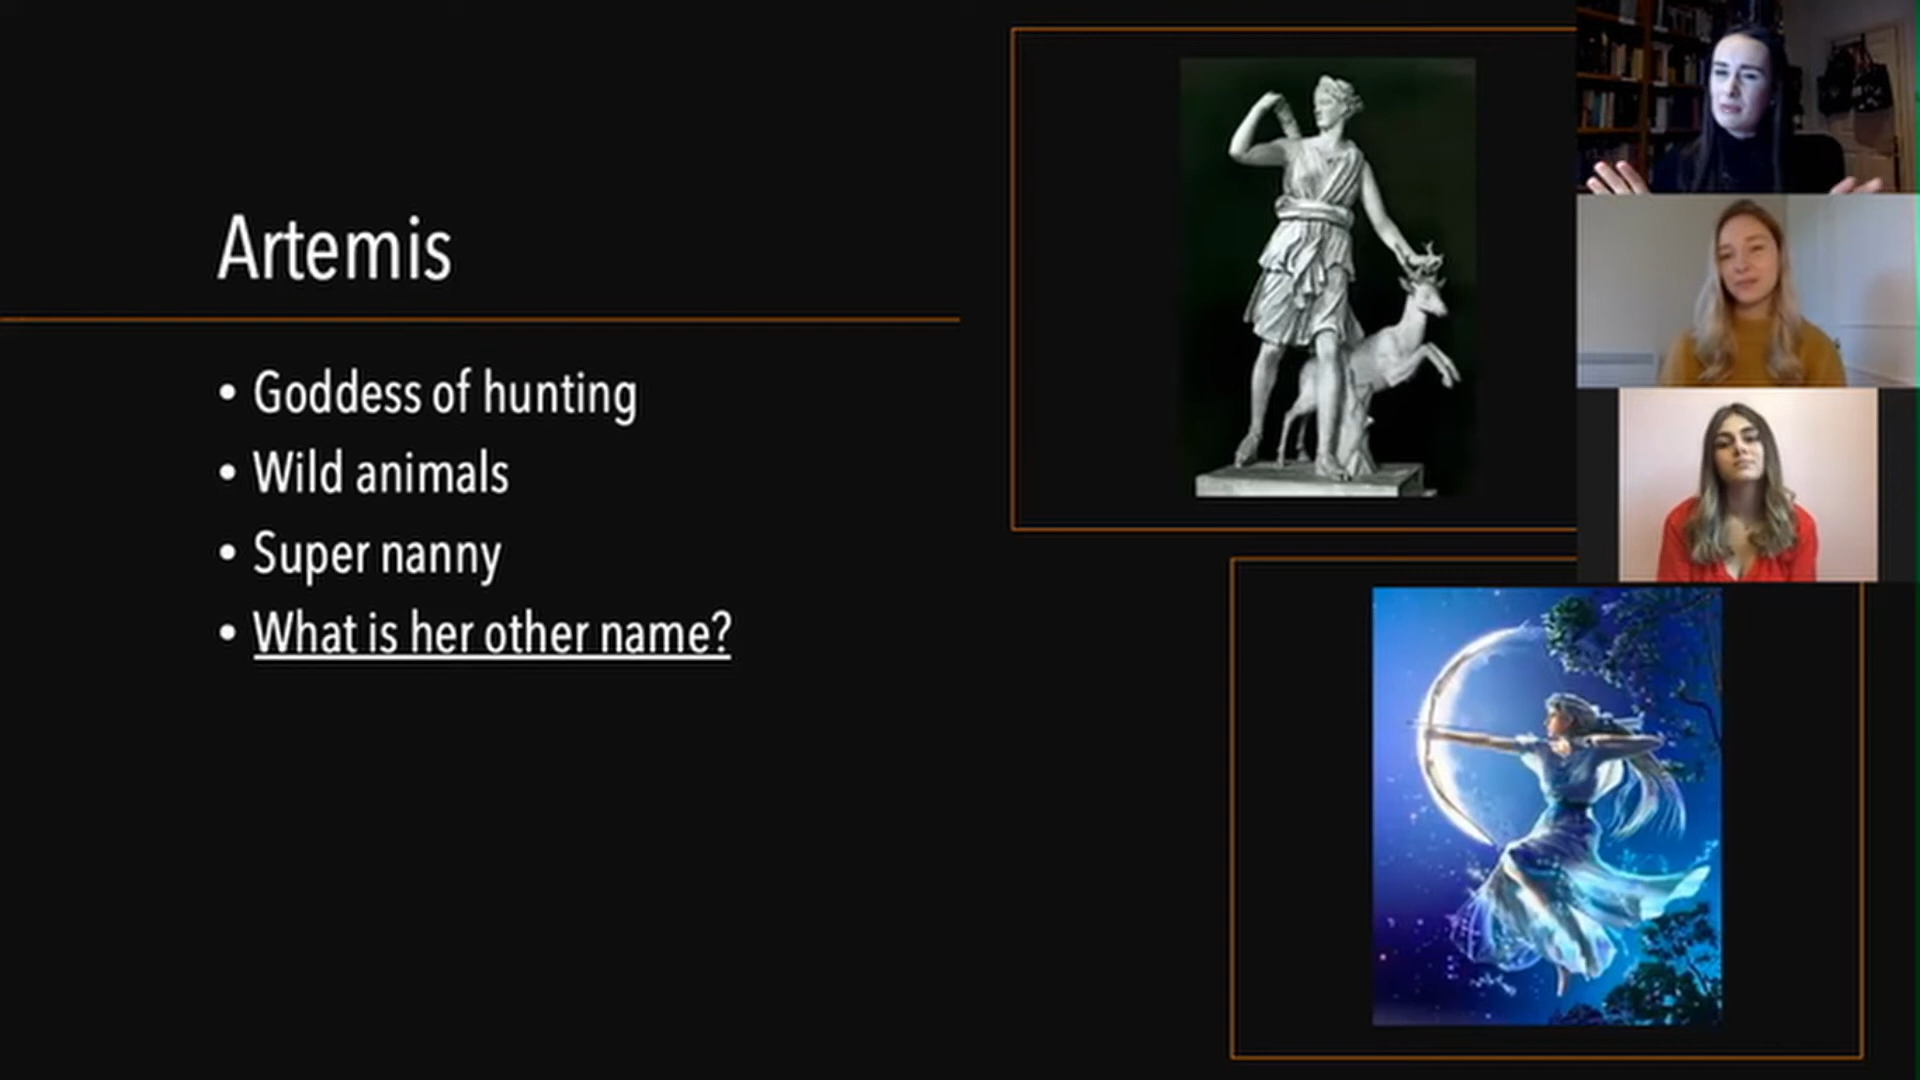 Artemis
• Goddess of hunting
• Wild animals
• Super nanny
• What is her other name?